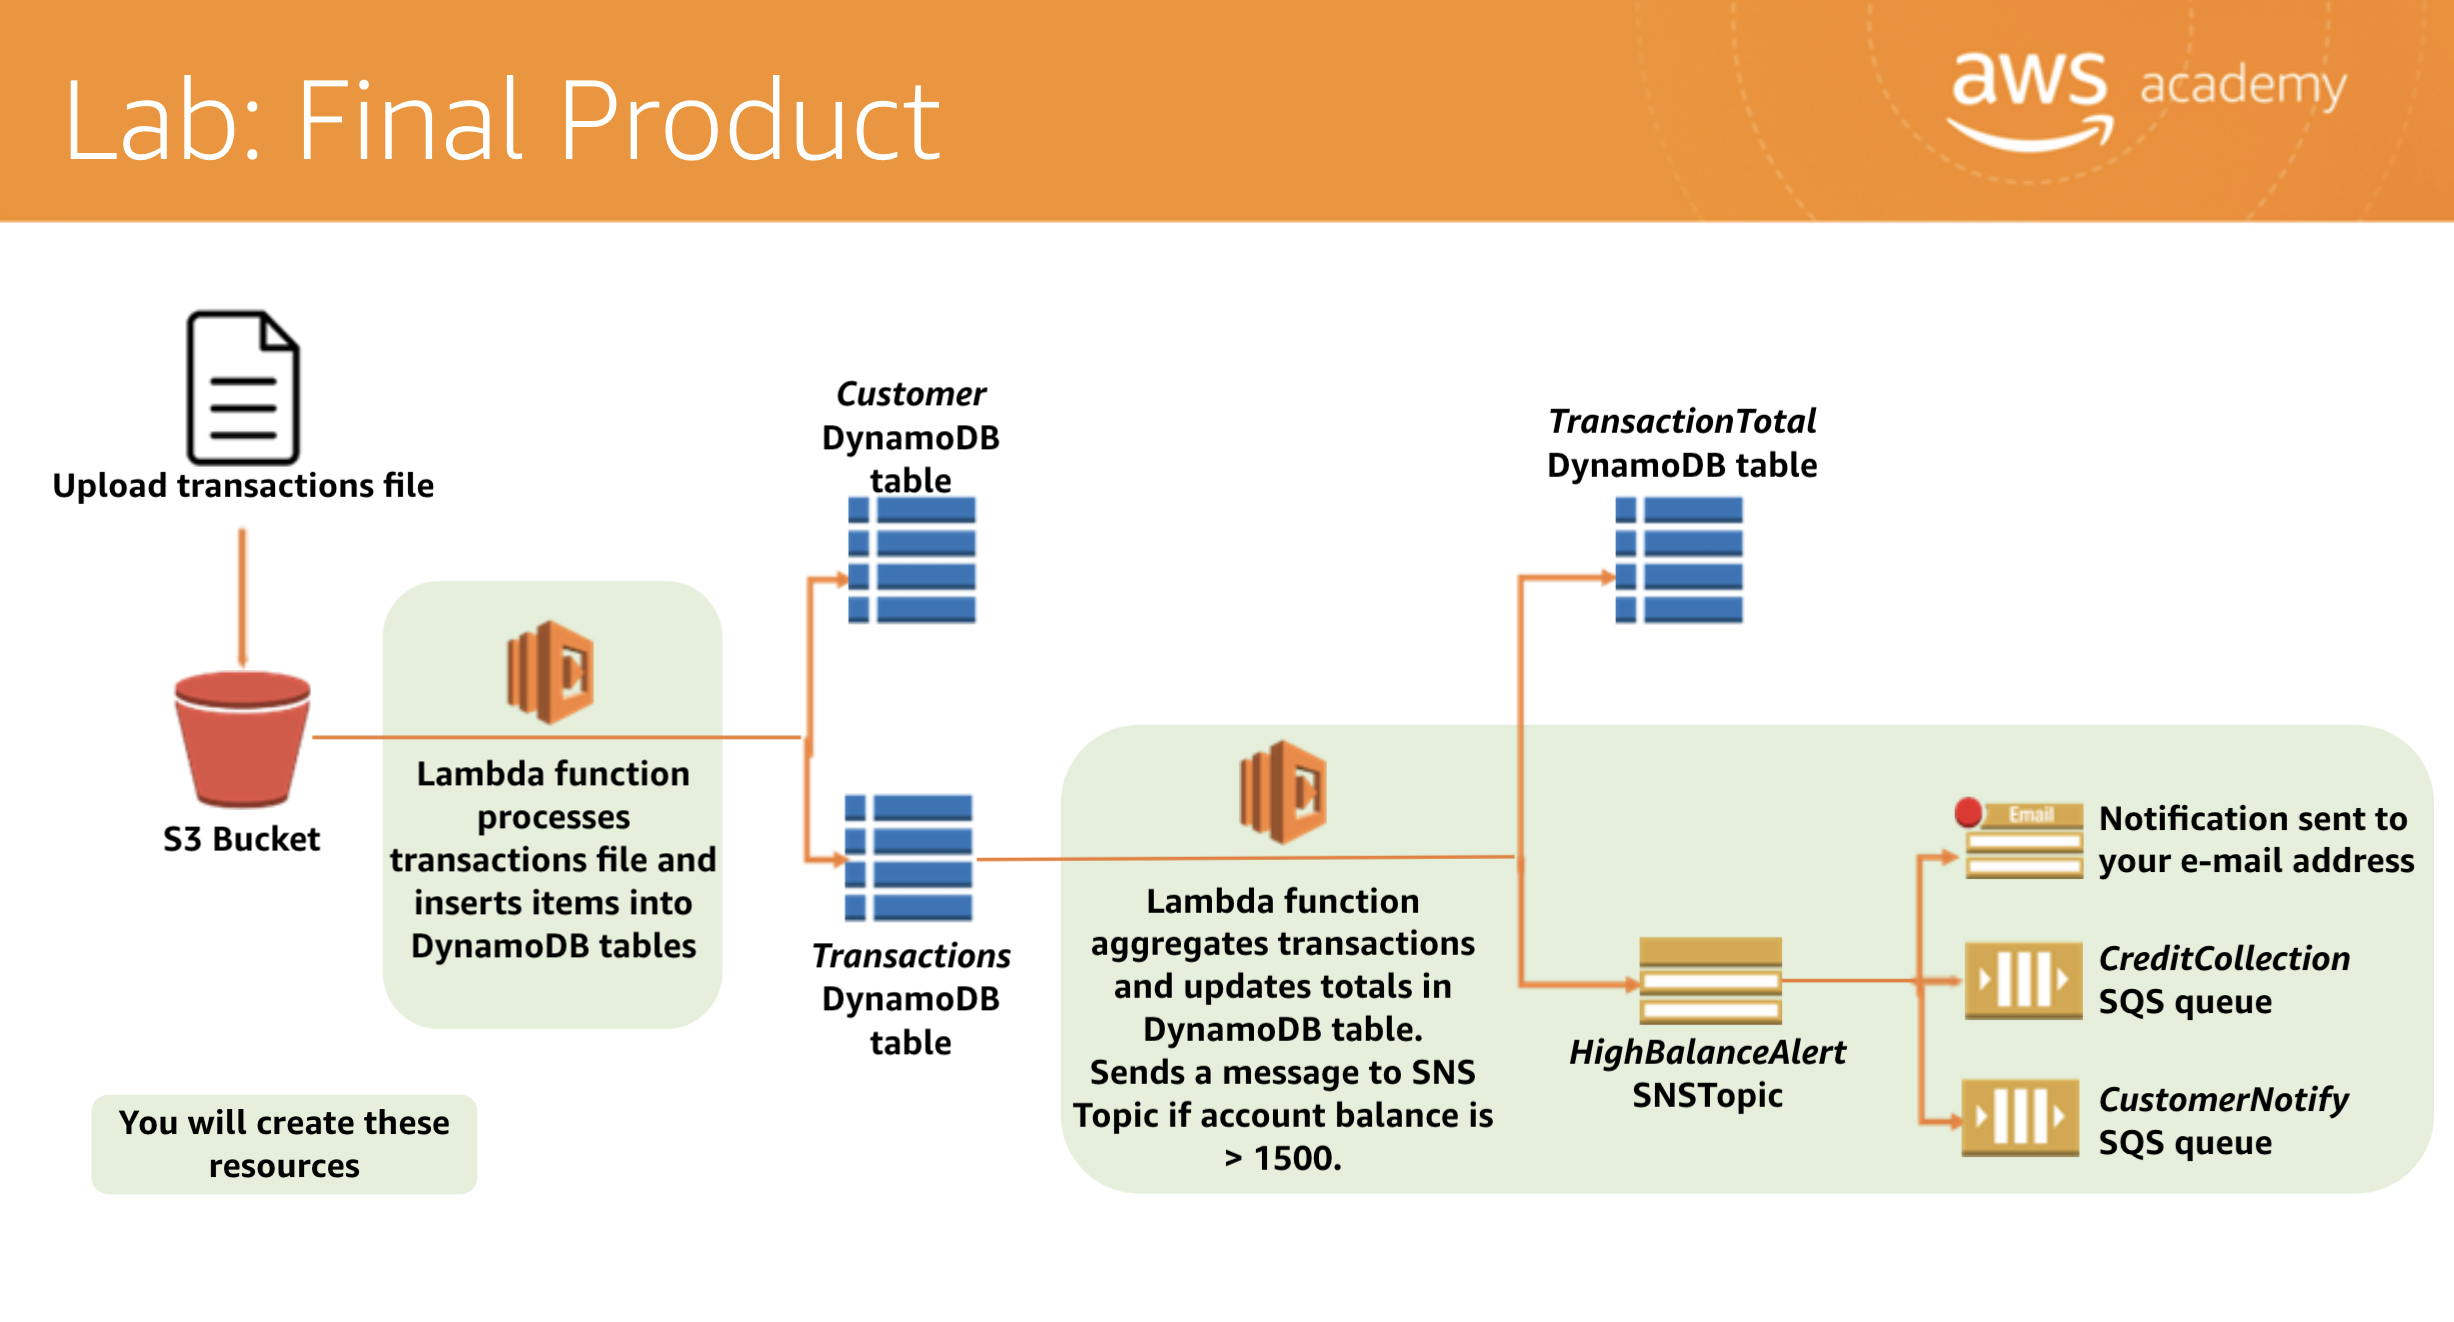 Lab: Final Product
aws academy
Upload transactions file
S3 Bucket
Lambda function
processes
transactions file and
inserts items into
DynamoDB tables
You will create these
resources
Customer
DynamoDB
table
Transactions
DynamoDB
table
Lambda function
aggregates transactions
and updates totals in
DynamoDB table.
Sends a message to SNS
Topic if account balance is
> 1500.
TransactionTotal
DynamoDB table
HighBalanceAlert
SNSTopic
Email
Notification sent to
your e-mail address
CreditCollection
SQS queue
CustomerNotify
SQS queue